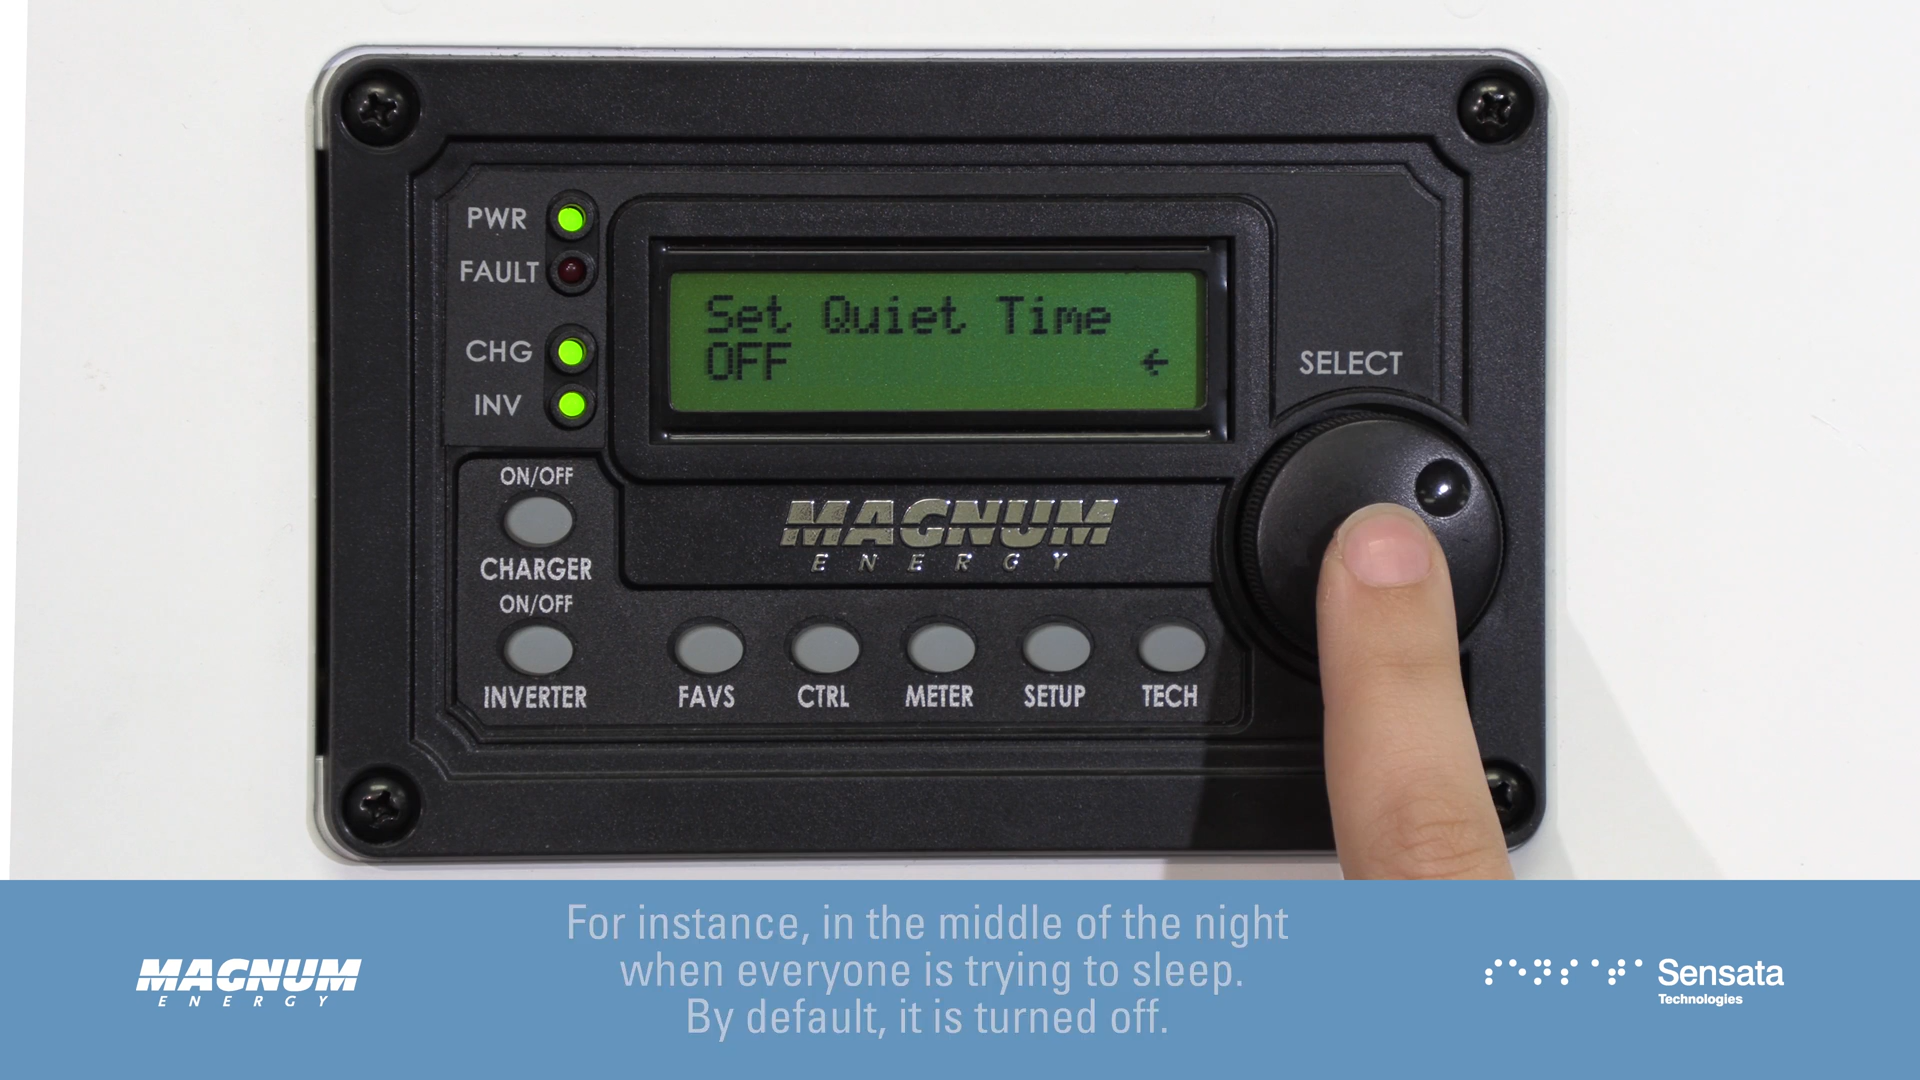 PWR
FAULT
CHG
INV
Set Quiet Time
OFF ←
SELECT
ON/OFF
CHARGER
ON/OFF
INVERTER
MAGNUM
ENERGY
FAVS
CTRL
METER
SETUP
TECH
For instance, in the middle of the night
when everyone is trying to sleep.
By default, it is turned off.
MAGNUM
ENERGY
Sensata
Technologies